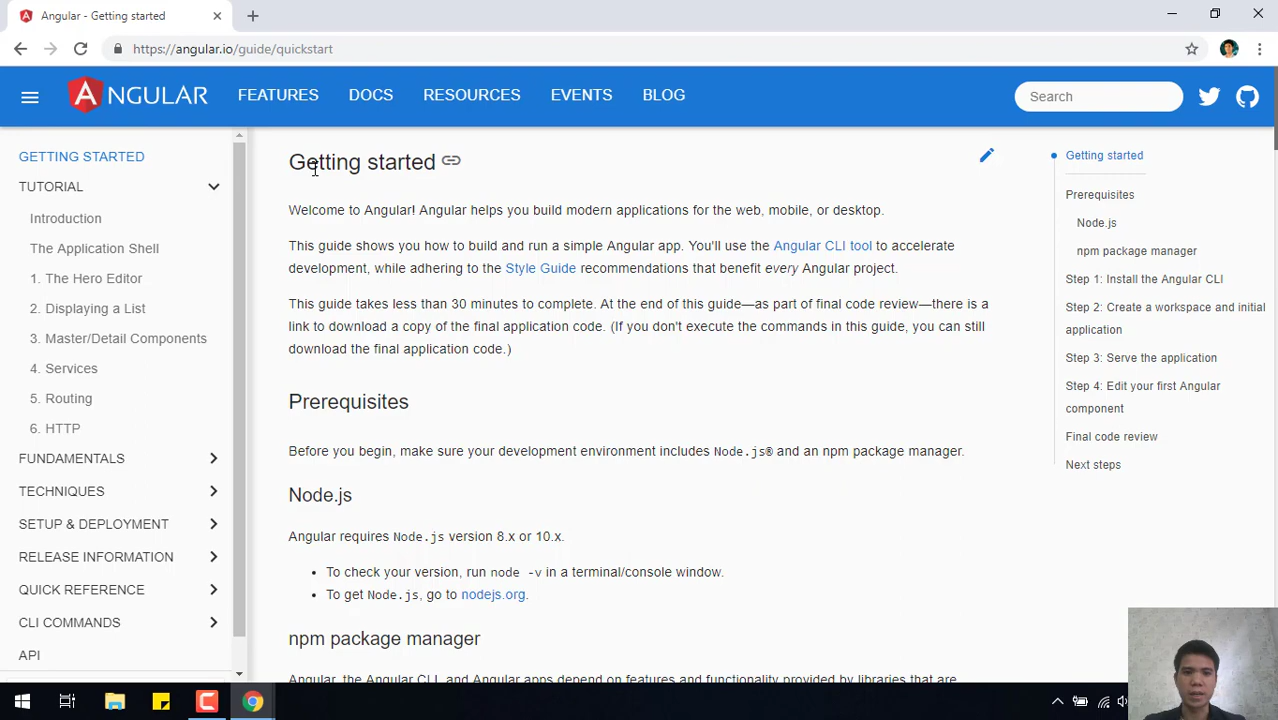 Angular - Getting started
https://angular.io/guide/quickstart
ANGULAR
FEATURES
DOCS
RESOURCES
EVENTS
BLOG
Search
GETTING STARTED
TUTORIAL
Introduction
The Application Shell
1. The Hero Editor
2. Displaying a List
3. Master/Detail Components
4. Services
5. Routing
6. HTTP
FUNDAMENTALS
TECHNIQUES
SETUP & DEPLOYMENT
RELEASE INFORMATION
QUICK REFERENCE
CLI COMMANDS
API
Getting started
Welcome to Angular! Angular helps you build modern applications for the web, mobile, or desktop.
This guide shows you how to build and run a simple Angular app. You'll use the Angular CLI tool to accelerate
development, while adhering to the Style Guide recommendations that benefit every Angular project.
This guide takes less than 30 minutes to complete. At the end of this guide—as part of final code review—there is a
link to download a copy of the final application code. (If you don't execute the commands in this guide, you can still
download the final application code.)
Prerequisites
Before you begin, make sure your development environment includes Node.js® and an npm package manager.
Node.js
Angular requires Node.js version 8.x or 10.x.
• To check your version, run node -v in a terminal/console window.
• To get Node.js, go to nodejs.org.
npm package manager
Angular, the Angular CLI, and Angular apps depend on features and functionality provided by libraries that are
Getting started
Prerequisites
Node.js
npm package manager
Step 1: Install the Angular CLI
Step 2: Create a workspace and initial
application
Step 3: Serve the application
Step 4: Edit your first Angular
component
Final code review
Next steps